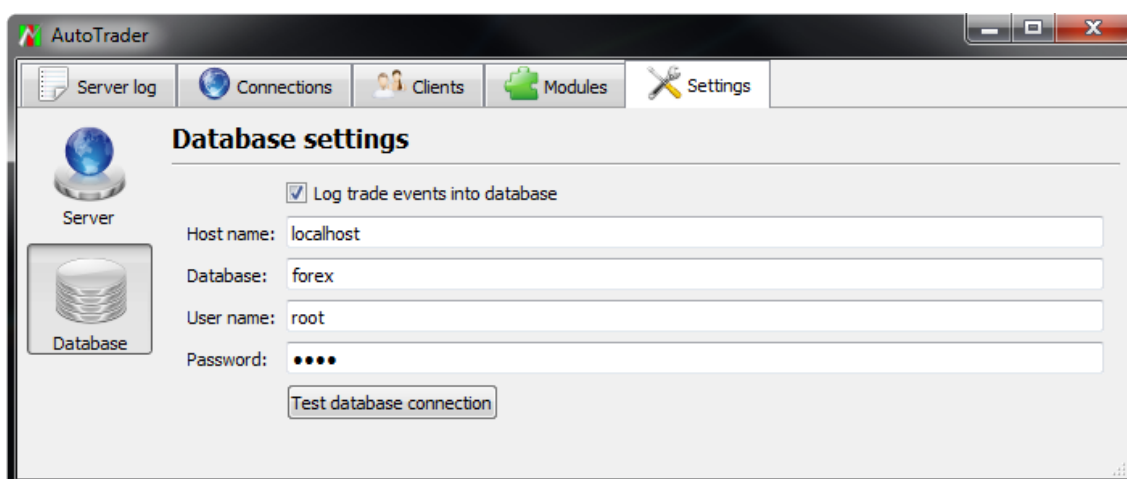 AutoTrader
Server log Connections Clients Modules Settings
Database settings
Server
Log trade events into database
Host name: localhost
Database: forex
User name: root
Database
Password: ••••
Test database connection